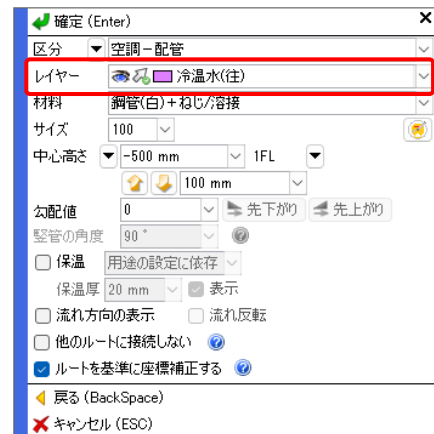 確定 (Enter)
区分 空調－配管
レイヤー 冷温水(往)
材料 鋼管(白)+ねじ/溶接
サイズ 100
中心高さ -500 mm 1FL
100 mm
勾配値 0 先下がり 先上がり
竪管の角度 90 °
保温 用途の設定に依存
保温厚 20 mm 表示
流れ方向の表示 流れ反転
他のルートに接続しない
ルートを基準に座標補正する
戻る (BackSpace)
キャンセル (ESC)